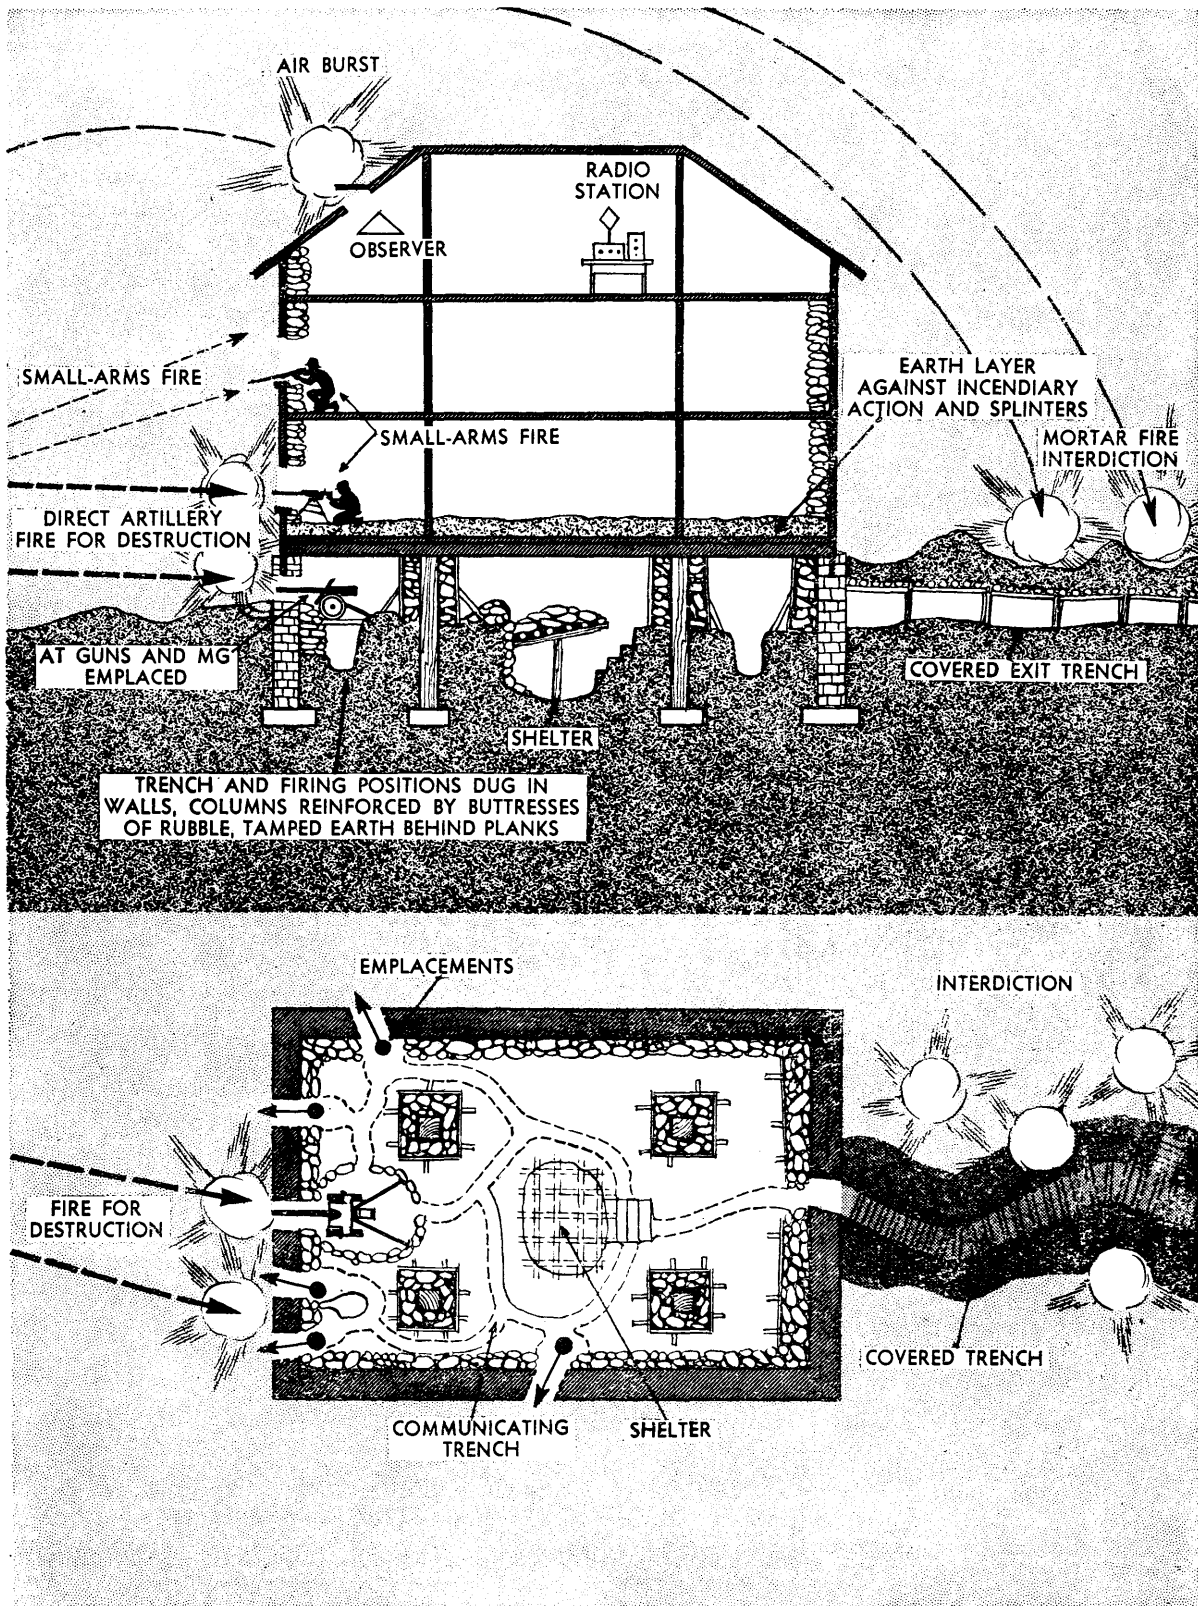 AIR BURST
RADIO
STATION
OBSERVER
SMALL-ARMS FIRE
EARTH LAYER
AGAINST INCENDIARY
ACTION AND SPLINTERS
SMALL-ARMS FIRE
MORTAR FIRE
INTERDICTION
DIRECT ARTILLERY
FIRE FOR DESTRUCTION
AT GUNS AND MG
EMPLACED
COVERED EXIT TRENCH
SHELTER
TRENCH AND FIRING POSITIONS DUG IN
WALLS, COLUMNS REINFORCED BY BUTTRESSES
OF RUBBLE, TAMPED EARTH BEHIND PLANKS
EMPLACEMENTS
INTERDICTION
FIRE FOR
DESTRUCTION
COVERED TRENCH
COMMUNICATING
TRENCH
SHELTER